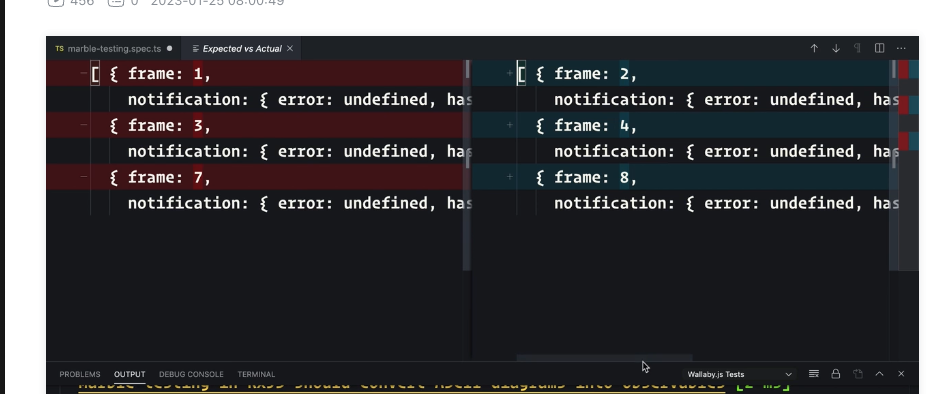 456 0 2023-01-25 08:00:49
TS marble-testing.spec.ts ● Expected vs Actual ×
- [ { frame: 1,
notification: { error: undefined, has
- { frame: 3,
notification: { error: undefined, has
- { frame: 7,
notification: { error: undefined, has
+ [ { frame: 2,
notification: { error: undefined, has
+ { frame: 4,
notification: { error: undefined, has
+ { frame: 8,
notification: { error: undefined, has
PROBLEMS OUTPUT DEBUG CONSOLE TERMINAL Wallaby.js Tests
Marble testing in RxJS should convert ASCII diagrams into observables [2 ms]